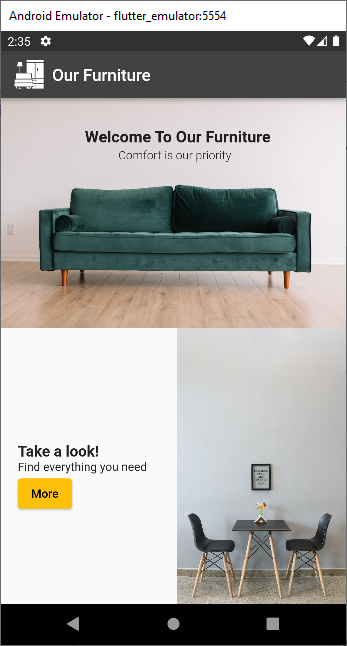 Android Emulator - flutter_emulator:5554
2:35
Our Furniture
Welcome To Our Furniture
Comfort is our priority
Take a look!
Find everything you need
More